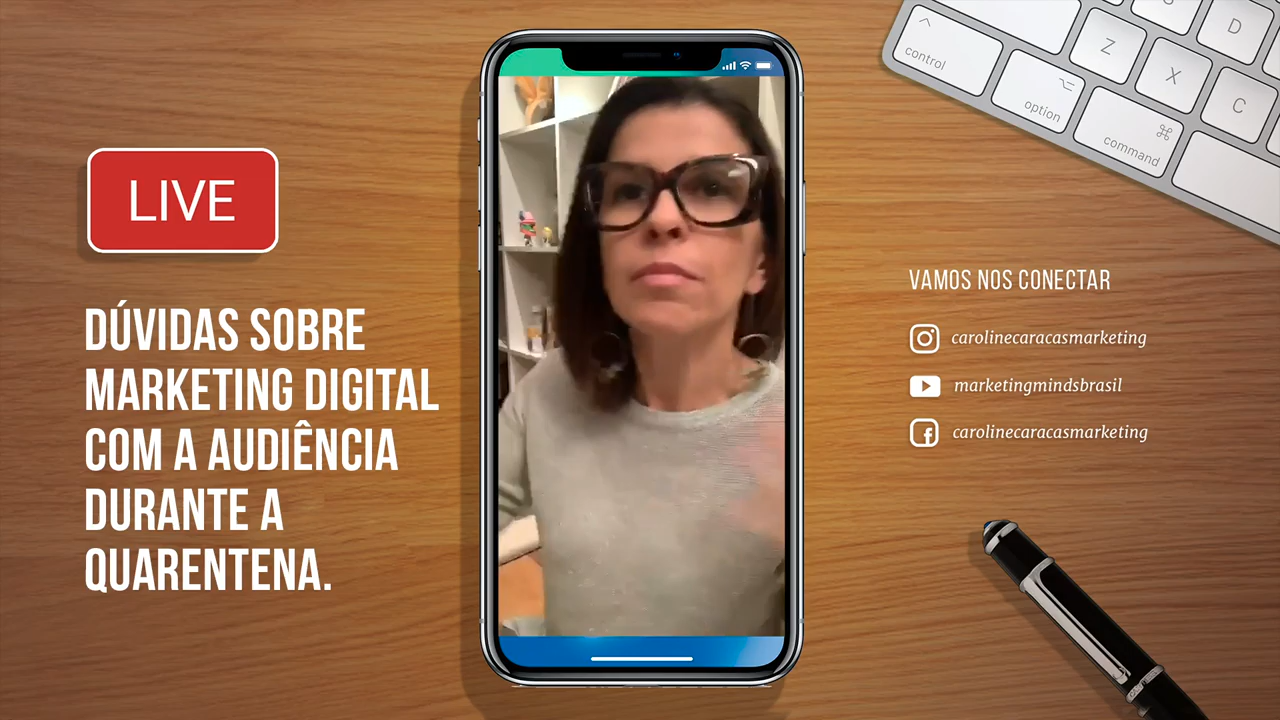 LIVE
DÚVIDAS SOBRE
MARKETING DIGITAL
COM A AUDIÊNCIA
DURANTE A
QUARENTENA.
control
option
command
Z
X
C
S
D
VAMOS NOS CONECTAR
carolinecaracasmarketing
marketingmindsbrasil
carolinecaracasmarketing